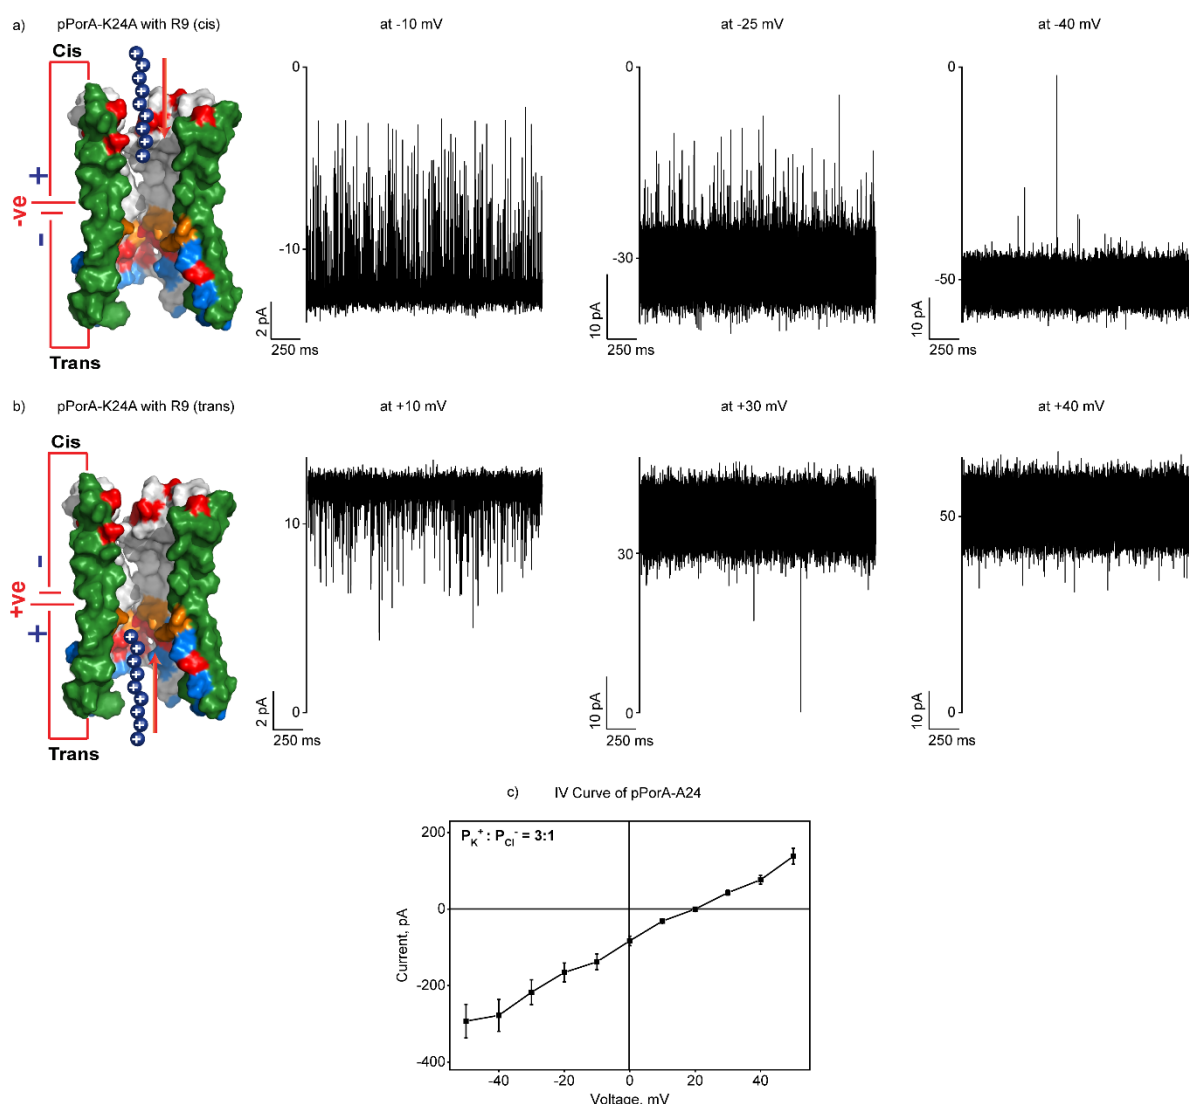 a) pPorA-K24A with R9 (cis) at -10 mV at -25 mV at -40 mV
Cis
+
-ve
-
Trans
0
-10
2 pA
250 ms
0
-30
10 pA
250 ms
0
-50
10 pA
250 ms
b) pPorA-K24A with R9 (trans) at +10 mV at +30 mV at +40 mV
Cis
-
+ve
+
Trans
10
0
2 pA
250 ms
30
0
10 pA
250 ms
50
0
10 pA
250 ms
c) IV Curve of pPorA-A24
P_K^+ : P_Cl^- = 3:1
Current, pA
200
0
-200
-400
-40 -20 0 20 40
Voltage, mV